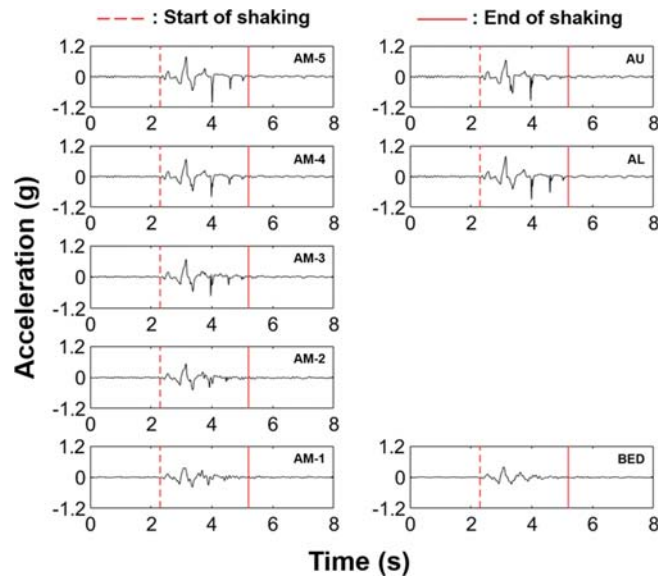 : Start of shaking : End of shaking
1.2 AM-5 1.2 AU
0 0
-1.2 -1.2
0 2 4 6 8 0 2 4 6 8
1.2 AM-4 1.2 AL
0 0
-1.2 -1.2
0 2 4 6 8 0 2 4 6 8
1.2 AM-3
0
-1.2
0 2 4 6 8
1.2 AM-2
0
-1.2
0 2 4 6 8
1.2 AM-1 1.2 BED
0 0
-1.2 -1.2
0 2 4 6 8 0 2 4 6 8
Acceleration (g)
Time (s)